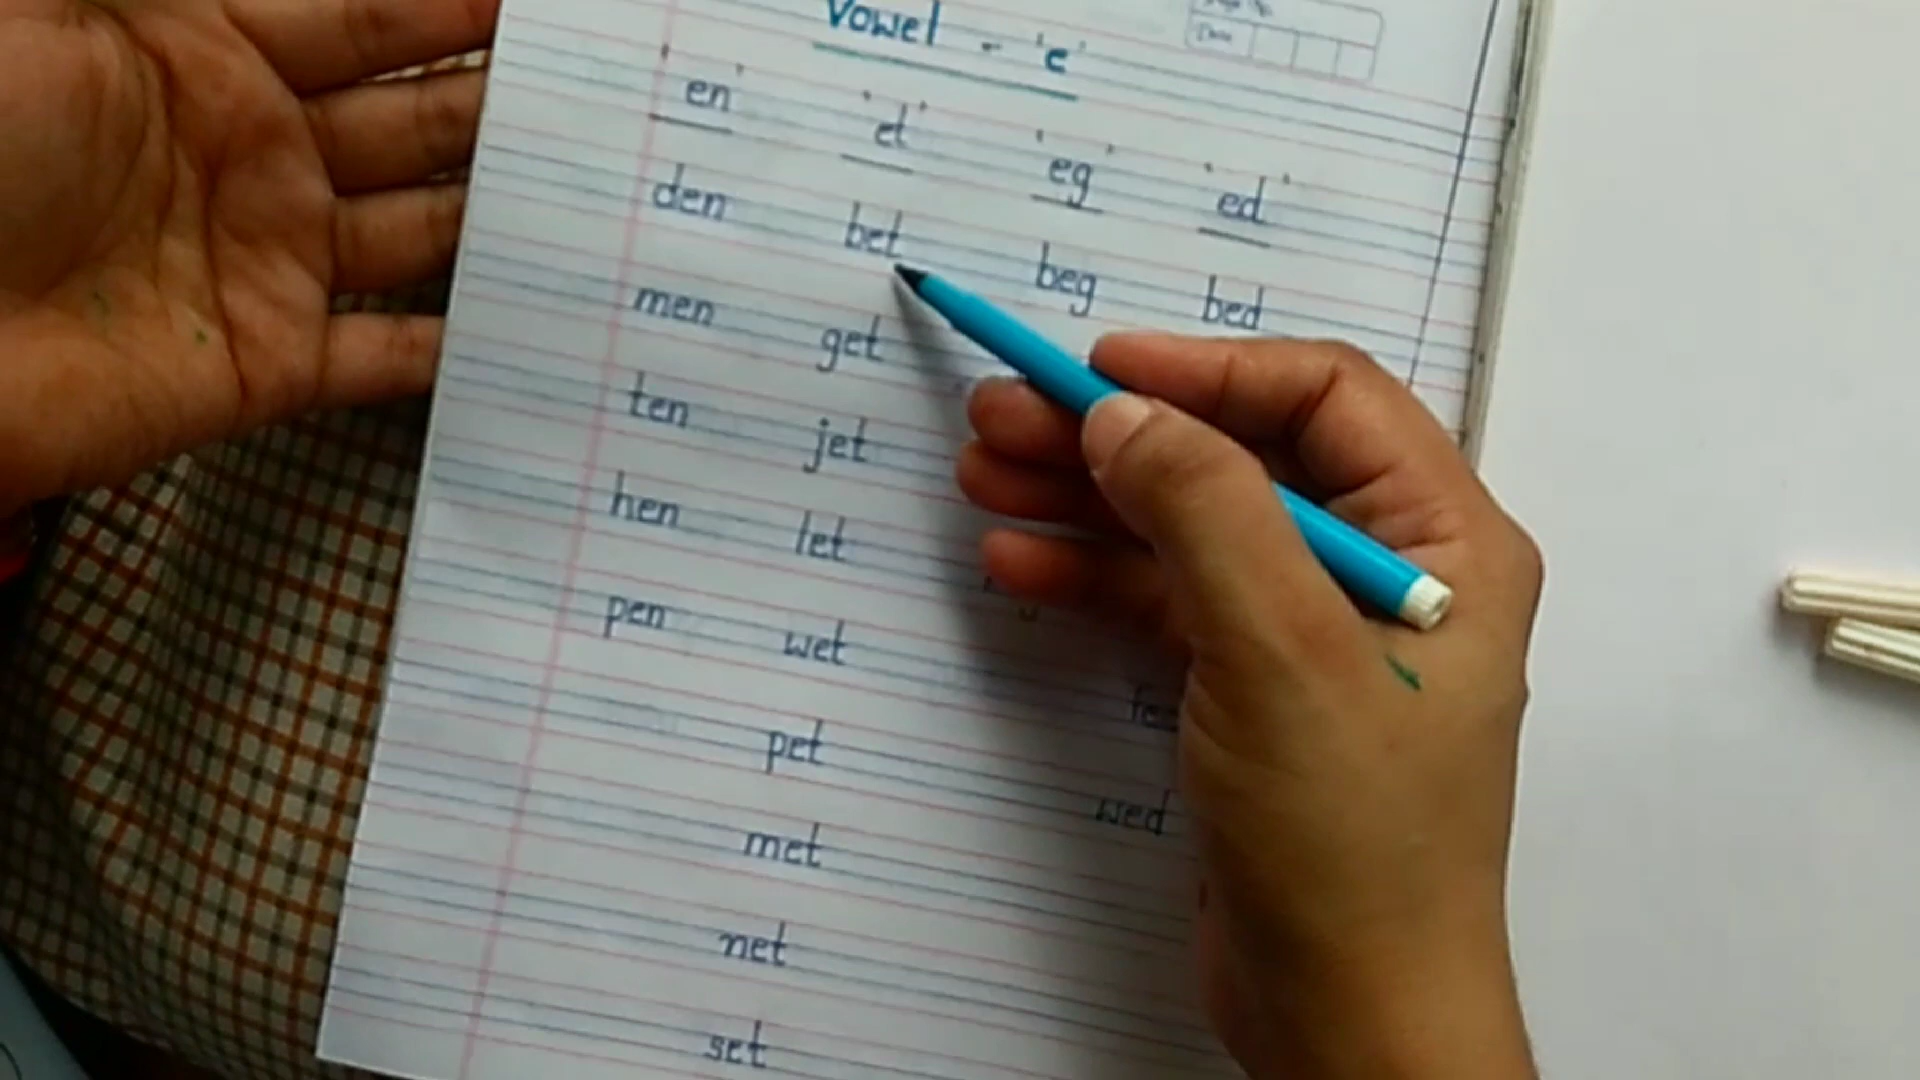 Vowel - 'e'
'en' 'et' 'eg' 'ed'
den bet beg bed
men get
ten jet
hen let
pen wet
pet
wed
met
net
set
Date